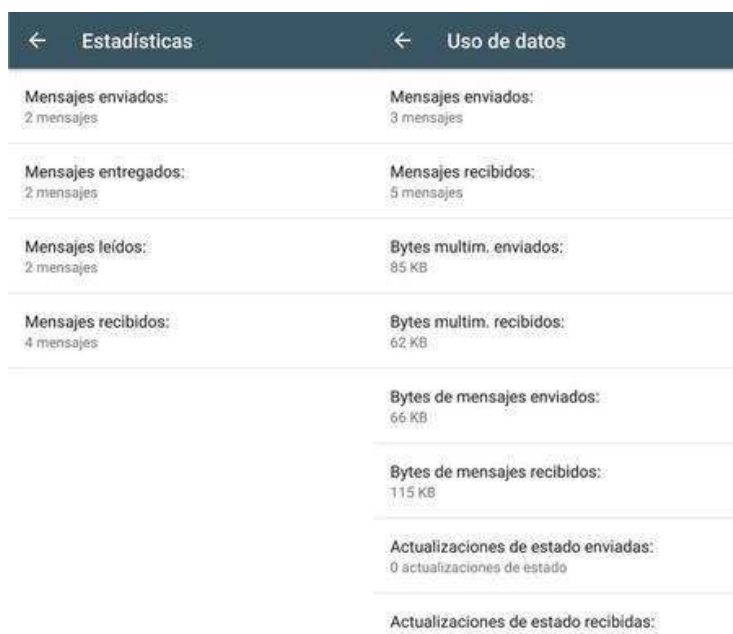 Estadísticas
Mensajes enviados:
2 mensajes
Mensajes entregados:
2 mensajes
Mensajes leídos:
2 mensajes
Mensajes recibidos:
4 mensajes
Uso de datos
Mensajes enviados:
3 mensajes
Mensajes recibidos:
5 mensajes
Bytes multim. enviados:
85 KB
Bytes multim. recibidos:
62 KB
Bytes de mensajes enviados:
66 KB
Bytes de mensajes recibidos:
115 KB
Actualizaciones de estado enviadas:
0 actualizaciones de estado
Actualizaciones de estado recibidas: